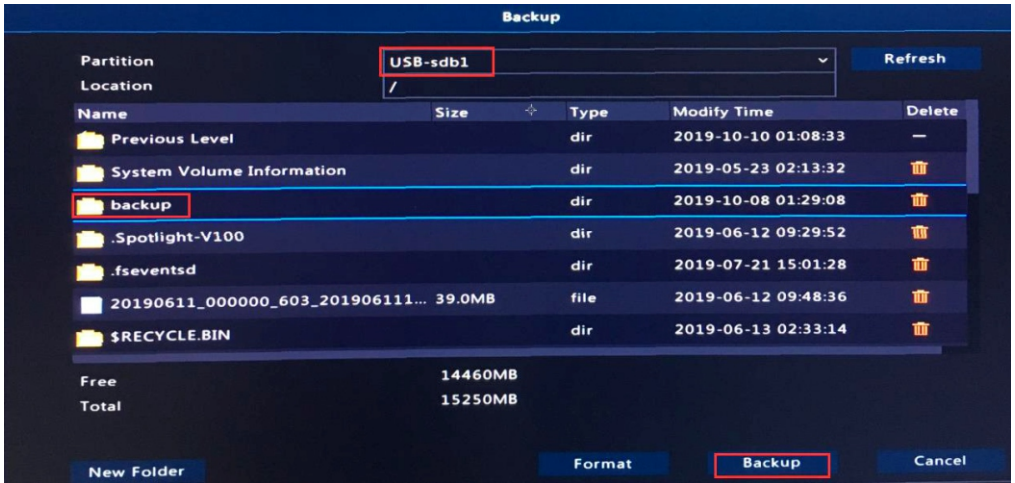 Backup
Partition USB-sdb1 Refresh
Location /
Name Size Type Modify Time Delete
Previous Level dir 2019-10-10 01:08:33 —
System Volume Information dir 2019-05-23 02:13:32
backup dir 2019-10-08 01:29:08
.Spotlight-V100 dir 2019-06-12 09:29:52
.fseventsd dir 2019-07-21 15:01:28
20190611_000000_603_201906111... 39.0MB file 2019-06-12 09:48:36
$RECYCLE.BIN dir 2019-06-13 02:33:14
Free 14460MB
Total 15250MB
New Folder Format Backup Cancel